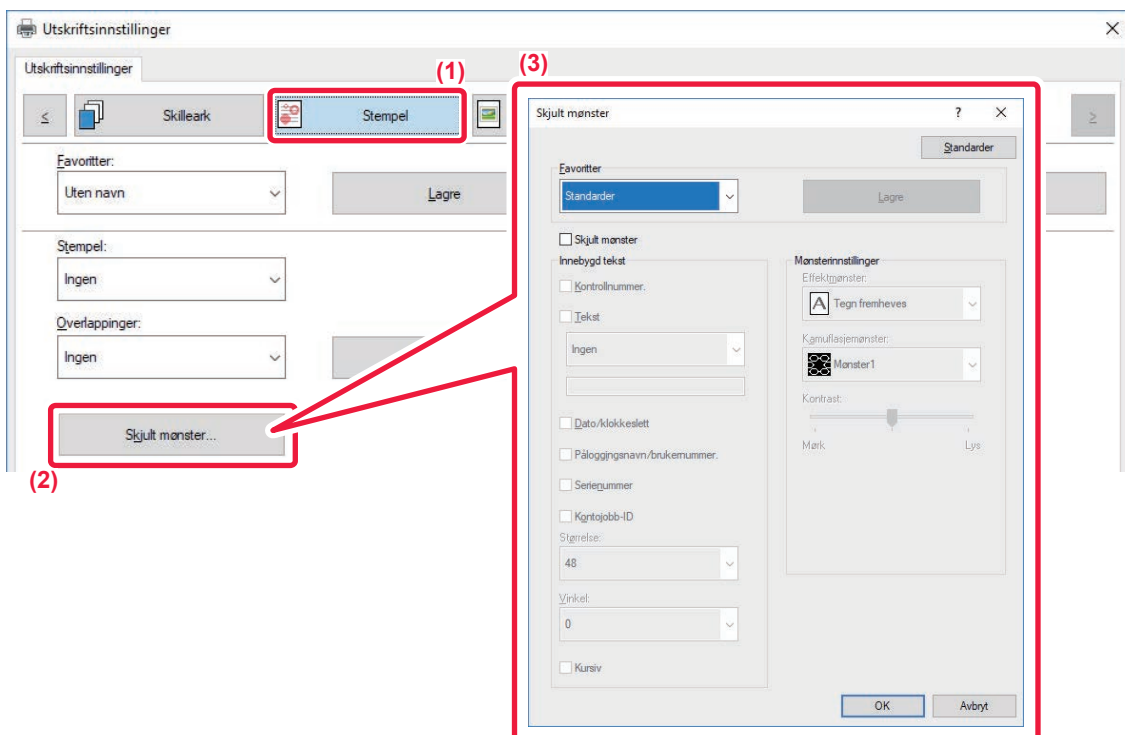 Utskriftsinnstillinger
Utskriftsinnstillinger
(1)
(3)
<
Skilleark
Stempel
>
Favoritter:
Uten navn
Lagre
Stempel:
Ingen
Overlappinger:
Ingen
Skjult mønster...
(2)
Skjult mønster
?
Standarder
Favoritter
Standarder
Lagre
Skjult mønster
Innebygd tekst
Kontrollnummer.
Tekst
Ingen
Dato/klokkeslett
Påloggingsnavn/brukernummer.
Serienummer
Kontojobb-ID
Størrelse:
48
Vinkel:
0
Kursiv
Mønsterinnstillinger
Effektmønster:
A Tegn fremheves
Kamuflasjemønster:
Mønster1
Kontrast:
Mørk Lys
OK Avbryt